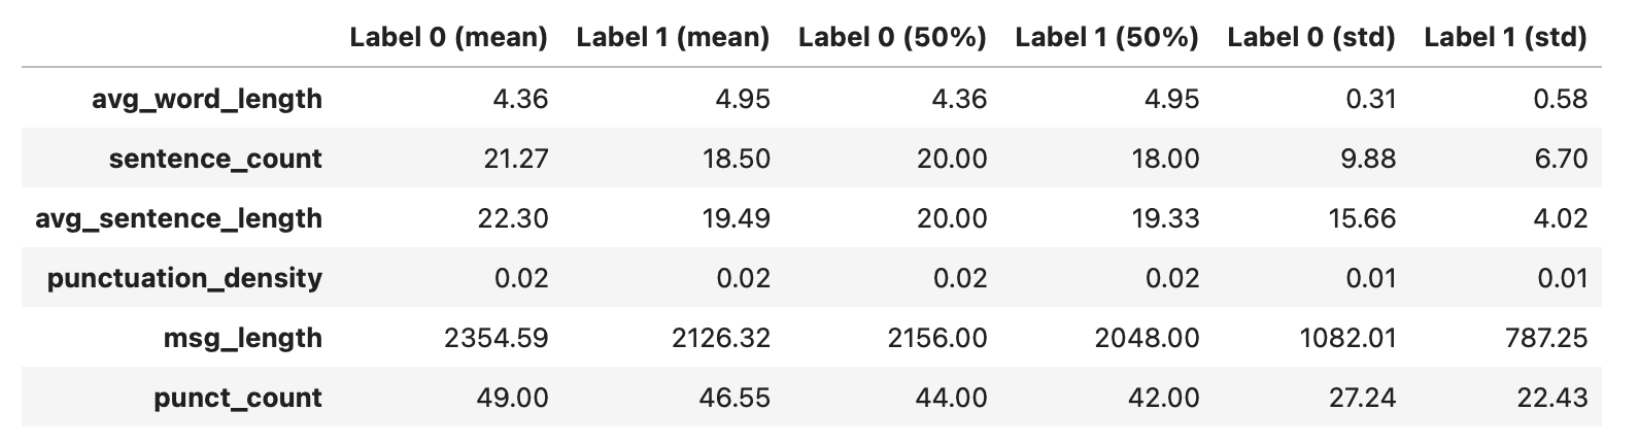 Label 0 (mean) Label 1 (mean) Label 0 (50%) Label 1 (50%) Label 0 (std) Label 1 (std)
avg_word_length 4.36 4.95 4.36 4.95 0.31 0.58
sentence_count 21.27 18.50 20.00 18.00 9.88 6.70
avg_sentence_length 22.30 19.49 20.00 19.33 15.66 4.02
punctuation_density 0.02 0.02 0.02 0.02 0.01 0.01
msg_length 2354.59 2126.32 2156.00 2048.00 1082.01 787.25
punct_count 49.00 46.55 44.00 42.00 27.24 22.43